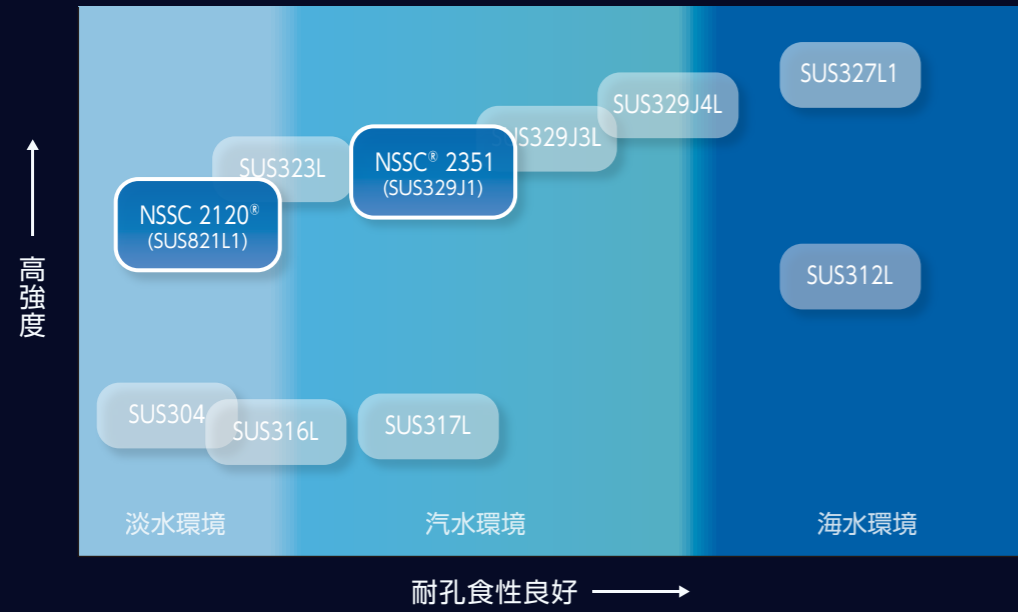 高強度
SUS327L1
SUS329J4L
SUS329J3L
SUS323L
NSSC® 2351
(SUS329J1)
NSSC 2120®
(SUS821L1)
SUS312L
SUS304
SUS316L
SUS317L
淡水環境
汽水環境
海水環境
耐孔食性良好